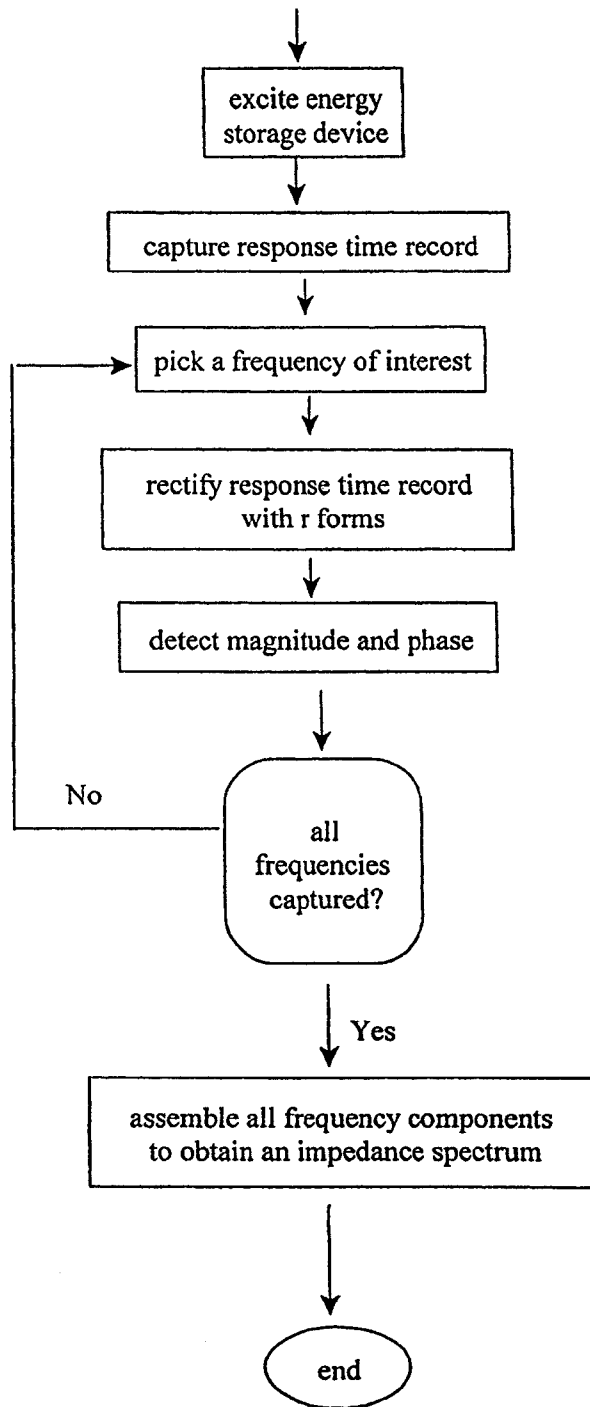 excite energy
storage device
capture response time record
pick a frequency of interest
rectify response time record
with r forms
detect magnitude and phase
No
all
frequencies
captured?
Yes
assemble all frequency components
to obtain an impedance spectrum
end